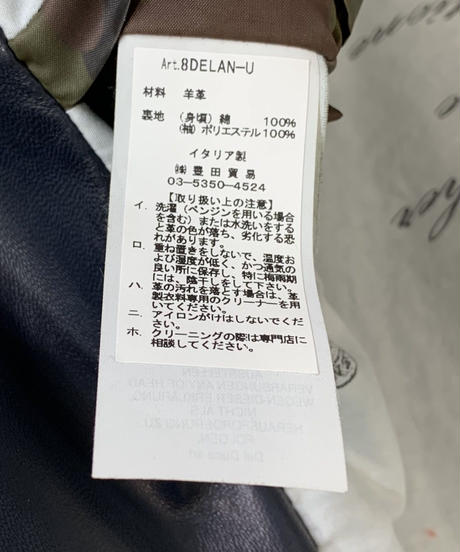 Art.8DELAN-U
材料 羊革
裏地 (身頃) 綿 100%
(袖) ポリエステル100%
イタリア製
㈱豊田貿易
03-5350-4524
【取り扱い上の注意】
イ. 洗濯(ベンジンを用いる場合
を含む)または水洗いをする
と革の色が落ち、劣化する恐
れがあります。
ロ. 重ね置きをしないで、温度お
よび湿度が低く、かつ通気の
良い所に保存し、特に梅雨期
には、陰干しをして下さい。
ハ. 革の汚れを落とす場合は、革
製衣料専用のクリーナーを用
いてください。
ニ. アイロンがけはしないでくだ
さい。
ホ. クリーニングの際は専門店に
相談してください。